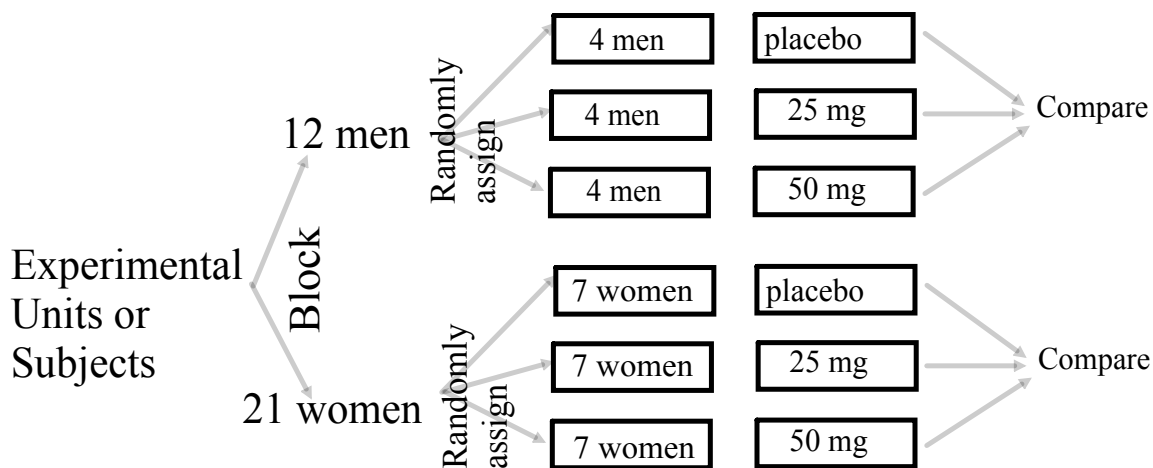 Experimental
Units or
Subjects
Block
12 men
Randomly
assign
4 men
placebo
4 men
25 mg
4 men
50 mg
Compare
21 women
Randomly
assign
7 women
placebo
7 women
25 mg
7 women
50 mg
Compare